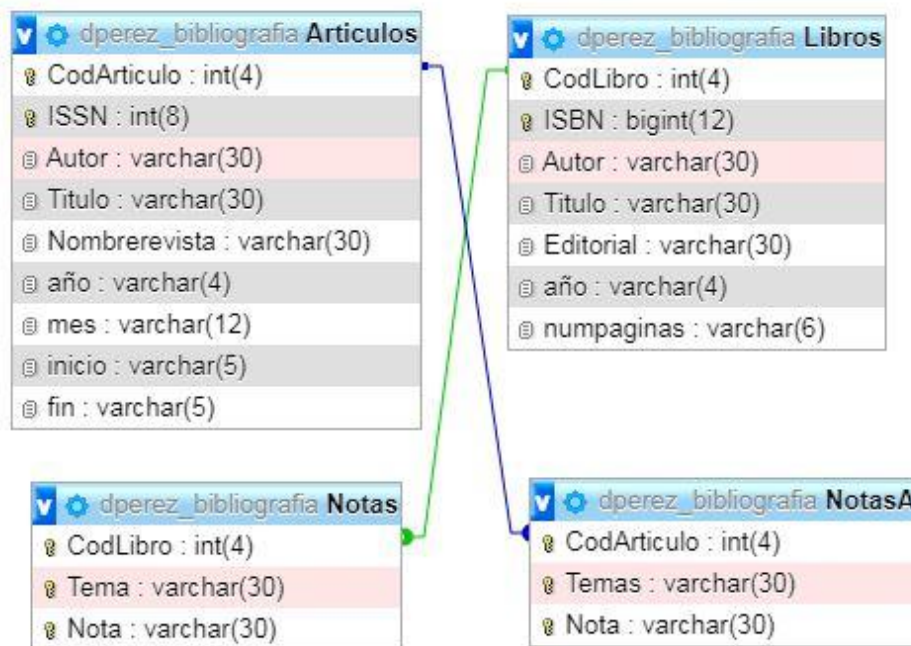 v dperez_bibliografia Articulos
CodArticulo : int(4)
ISSN : int(8)
Autor : varchar(30)
Titulo : varchar(30)
Nombrerevista : varchar(30)
año : varchar(4)
mes : varchar(12)
inicio : varchar(5)
fin : varchar(5)
v dperez_bibliografia Libros
CodLibro : int(4)
ISBN : bigint(12)
Autor : varchar(30)
Titulo : varchar(30)
Editorial : varchar(30)
año : varchar(4)
numpaginas : varchar(6)
v dperez_bibliografia Notas
CodLibro : int(4)
Tema : varchar(30)
Nota : varchar(30)
v dperez_bibliografia NotasA
CodArticulo : int(4)
Temas : varchar(30)
Nota : varchar(30)